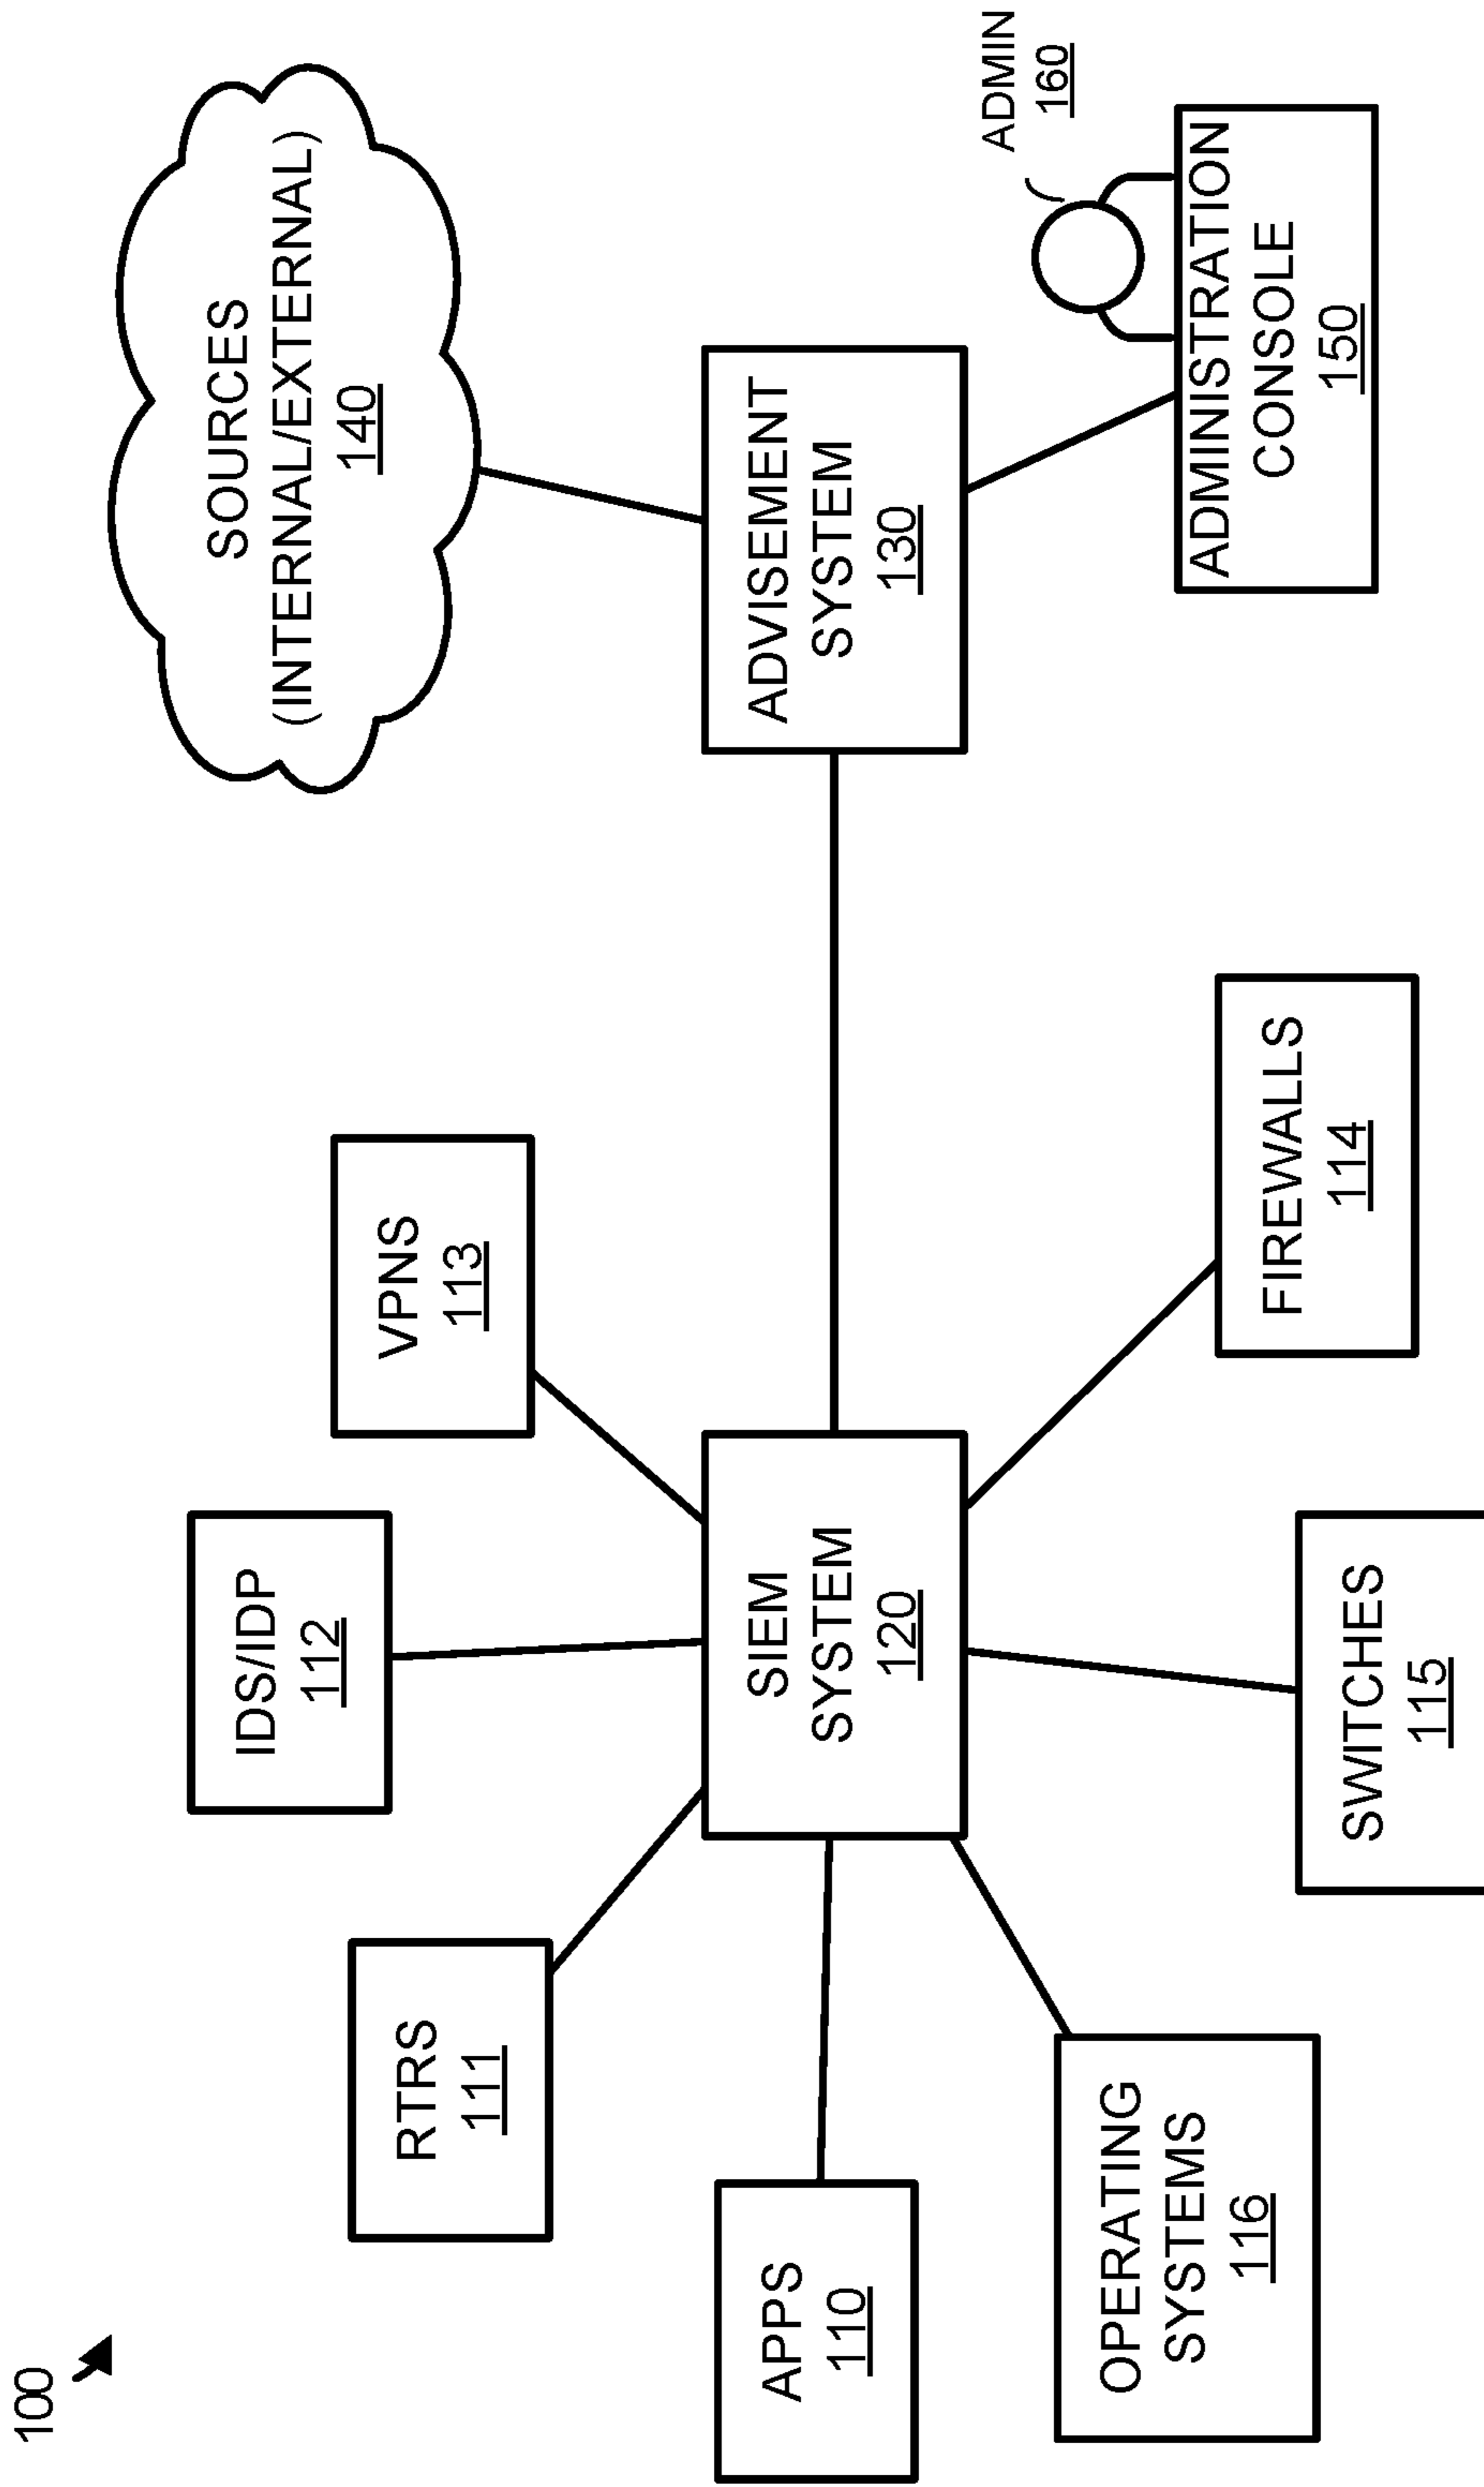 100
SOURCES
(INTERNAL/EXTERNAL)
140
IDS/IDP
112
VPNS
113
RTRS
111
APPS
110
SIEM
SYSTEM
120
ADVISEMENT
SYSTEM
130
ADMIN
160
OPERATING
SYSTEMS
116
SWITCHES
115
FIREWALLS
114
ADMINISTRATION
CONSOLE
150